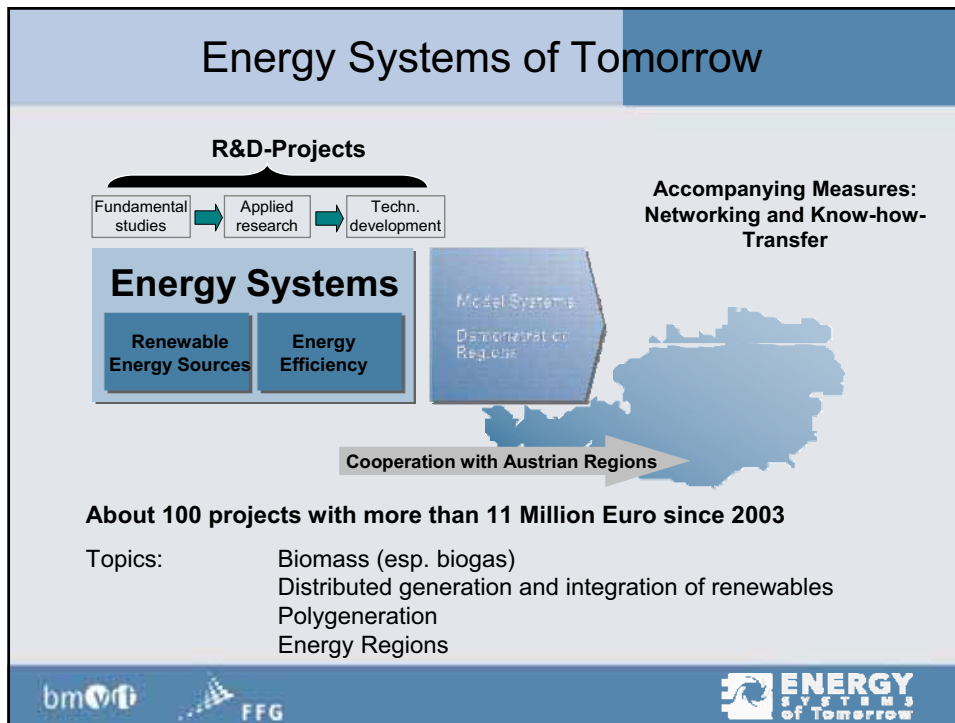 Energy Systems of Tomorrow
R&D-Projects
Fundamental
studies
Applied
research
Techn.
development
Accompanying Measures:
Networking and Know-how-
Transfer
Energy Systems
Renewable
Energy Sources
Energy
Efficiency
Model Systems
Demonstration
Regions
Cooperation with Austrian Regions
About 100 projects with more than 11 Million Euro since 2003
Topics: Biomass (esp. biogas)
Distributed generation and integration of renewables
Polygeneration
Energy Regions
bmvit
FFG
ENERGY
SYSTEMS
of Tomorrow